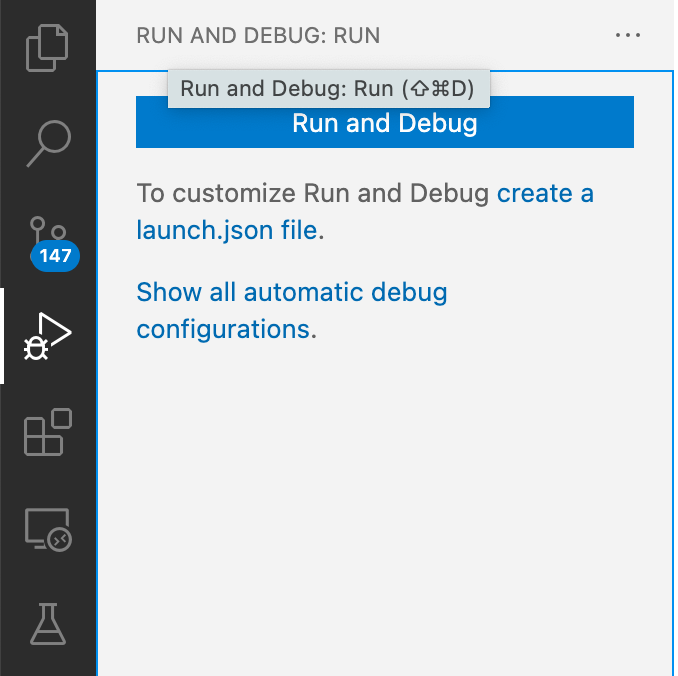 RUN AND DEBUG: RUN
Run and Debug: Run (⇧⌘D)
Run and Debug
To customize Run and Debug create a
launch.json file.
147
Show all automatic debug
configurations.